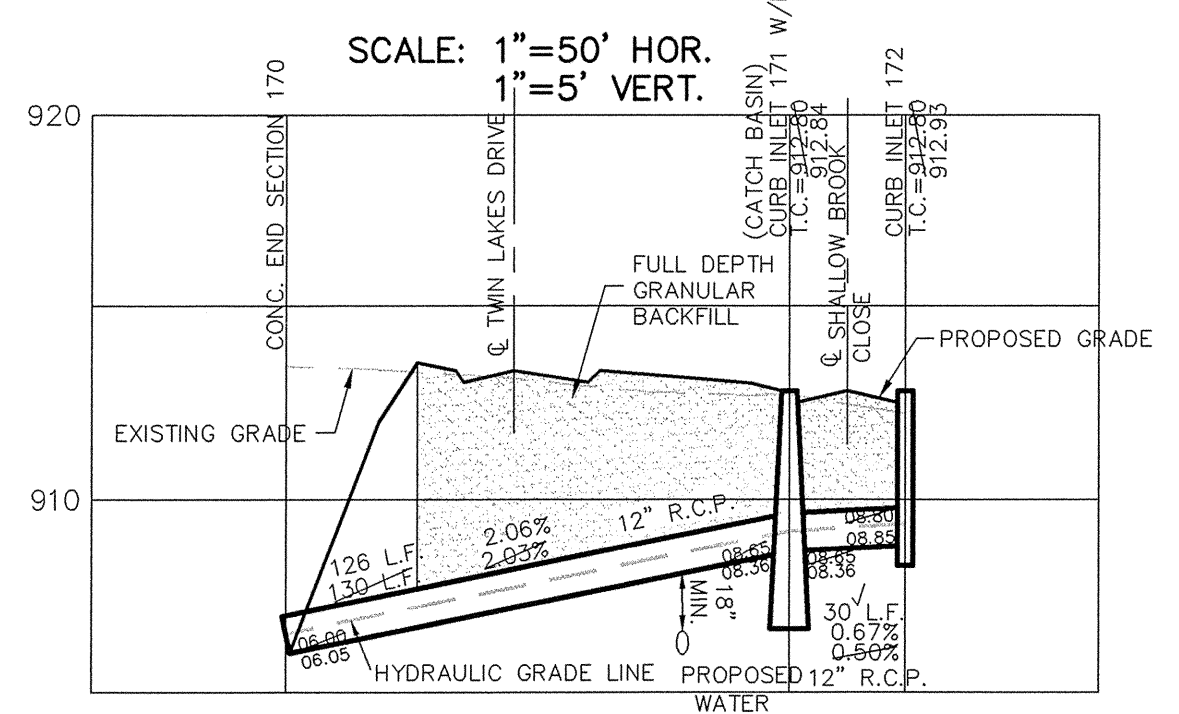 SCALE: 1"=50' HOR.
1"=5' VERT.
920
910
CONC. END SECTION 170
℄ TWIN LAKES DRIVE
(CATCH BASIN)
CURB INLET 171 W/
T.C.=912.80
912.84
℄ SHALLOW BROOK
CLOSE
CURB INLET 172
T.C.=912.80
912.93
FULL DEPTH
GRANULAR
BACKFILL
PROPOSED GRADE
EXISTING GRADE
126 L.F.
130 L.F.
2.06%
2.03%
12" R.C.P.
08.65
08.36
08.65
08.36
08.80
08.85
06.00
06.05
HYDRAULIC GRADE LINE
18"
MIN.
PROPOSED
WATER
30√ L.F.
0.67%
0.50%
12" R.C.P.